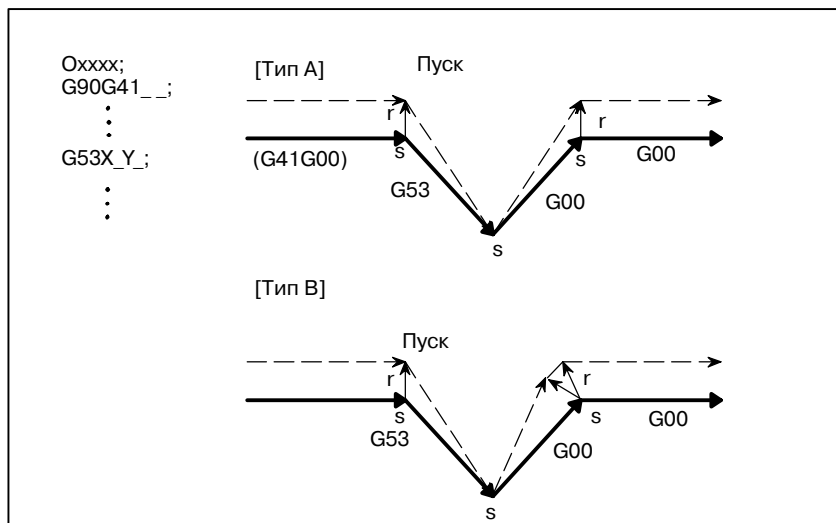 Oxxxx;
G90G41_ _;
G53X_Y_;
[Тип A]
Пуск
r
r
s
s
(G41G00)
G00
G53
G00
s
[Тип B]
Пуск
r
r
s
s
G00
G53
G00
s